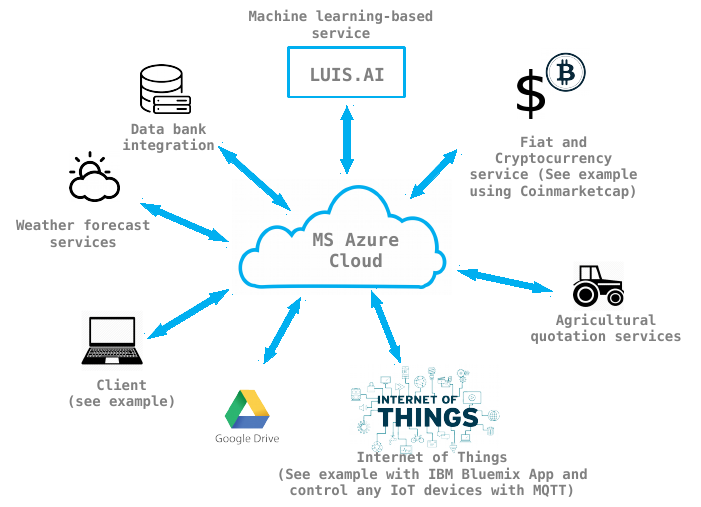 Machine learning-based
service
LUIS.AI
Data bank
integration
Fiat and
Cryptocurrency
service (See example
using Coinmarketcap)
Weather forecast
services
MS Azure
Cloud
Agricultural
quotation services
Client
(see example)
Google Drive
INTERNET OF
THINGS
Internet of Things
(See example with IBM Bluemix App and
control any IoT devices with MQTT)